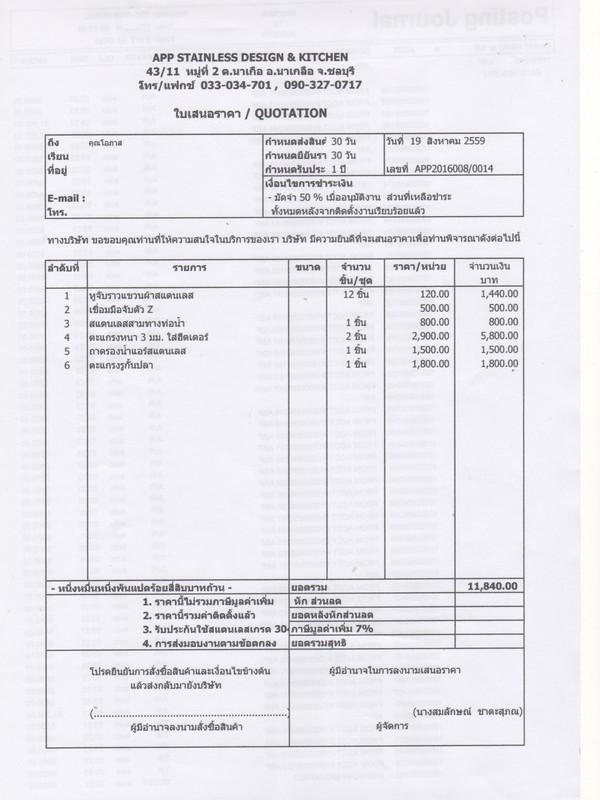 APP STAINLESS DESIGN & KITCHEN
43/11 หมู่ที่ 2 ต.นาเกือ อ.นาเกลือ จ.ชลบุรี
โทร/แฟกซ์ 033-034-701 , 090-327-0717
ใบเสนอราคา / QUOTATION
ถึง คุณโอภาส กำหนดส่งสินค้ 30 วัน วันที่ 19 สิงหาคม 2559
เรียน กำหนดยืนยันรา 30 วัน
ที่อยู่ กำหนดรับประ 1 ปี เลขที่ APP2016008/0014
เงื่อนไขการชำระเงิน
E-mail : - มัดจำ 50 % เมื่ออนุมัติงาน ส่วนที่เหลือชำระ
โทร. ทั้งหมดหลังจากติดตั้งงานเรียบร้อยแล้ว
ทางบริษัท ขอขอบคุณท่านที่ให้ความสนใจในบริการของเรา บริษัท มีความยินดีที่จะเสนอราคาเพื่อท่านพิจารณาดังต่อไปนี้
ลำดับที่ รายการ ขนาด จำนวน ราคา/หน่วย จำนวนเงิน
ชิ้น/ชุด บาท
1 หูจับราวแขวนผ้าสแตนเลส 12 ชิ้น 120.00 1,440.00
2 เชื่อมมือจับตัว Z 500.00 500.00
3 สแตนเลสสามทางท่อน้ำ 1 ชิ้น 800.00 800.00
4 ตะแกรงหนา 3 มม. ใส่ฮีตเตอร์ 2 ชิ้น 2,900.00 5,800.00
5 ถาดรองน้ำแอร์สแตนเลส 1 ชิ้น 1,500.00 1,500.00
6 ตะแกรงรูกั้นปลา 1 ชิ้น 1,800.00 1,800.00
- หนึ่งหมื่นหนึ่งพันแปดร้อยสี่สิบบาทถ้วน - ยอดรวม 11,840.00
1. ราคานี้ไม่รวมภาษีมูลค่าเพิ่ม หัก ส่วนลด
2. ราคานี้รวมค่าติดตั้งแล้ว ยอดหลังหักส่วนลด
3. รับประกันใช้สแตนเลสเกรด 304 ภาษีมูลค่าเพิ่ม 7%
4. การส่งมอบงานตามข้อตกลง ยอดรวมสุทธิ
โปรดยืนยันการสั่งซื้อสินค้าและเงื่อนไขข้างต้น ผู้มีอำนาจในการลงนามเสนอราคา
แล้วส่งกลับมายังบริษัท
(......................................................) (นางสมลักษณ์ ชาตะสุภณ)
ผู้มีอำนาจลงนามสั่งซื้อสินค้า ผู้จัดการ